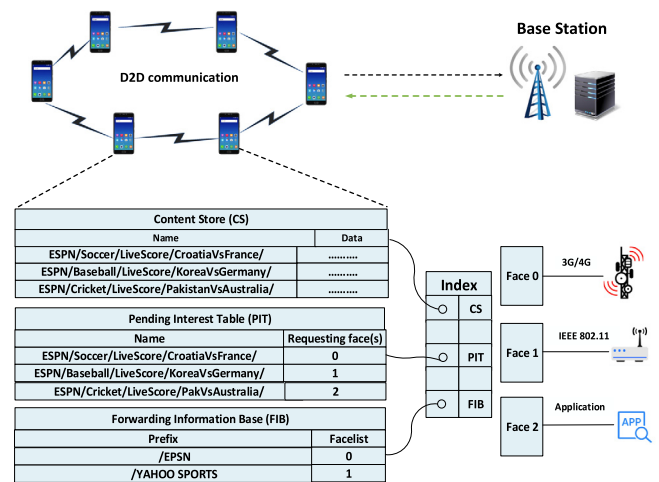 Base Station
D2D communication
Content Store (CS)
Name Data
ESPN/Soccer/LiveScore/CroatiaVsFrance/ ..........
ESPN/Baseball/LiveScore/KoreaVsGermany/ ..........
ESPN/Cricket/LiveScore/PakistanVsAustralia/ ..........
Pending Interest Table (PIT)
Name Requesting face(s)
ESPN/Soccer/LiveScore/CroatiaVsFrance/ 0
ESPN/Baseball/LiveScore/KoreaVsGermany/ 1
ESPN/Cricket/LiveScore/PakVsAustralia/ 2
Forwarding Information Base (FIB)
Prefix Facelist
/EPSN 0
/YAHOO SPORTS 1
Index
CS
PIT
FIB
Face 0
3G/4G
Face 1
IEEE 802.11
Face 2
Application
APP